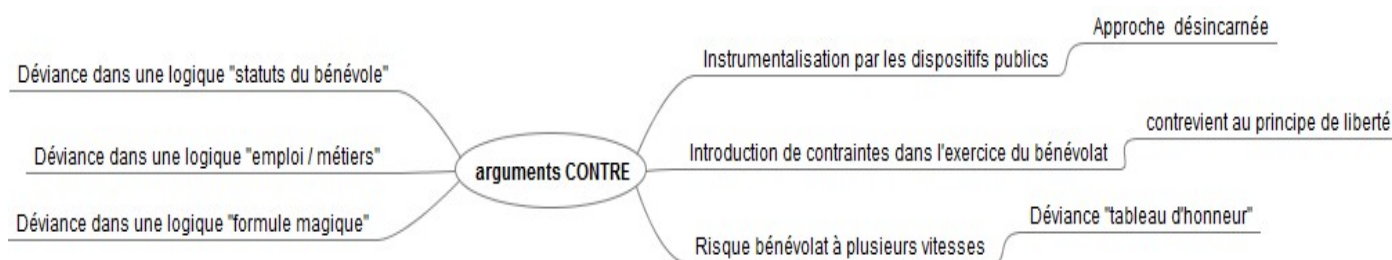 Déviance dans une logique "statuts du bénévole"
Déviance dans une logique "emploi / métiers"
Déviance dans une logique "formule magique"
arguments CONTRE
Instrumentalisation par les dispositifs publics
Approche désincarnée
Introduction de contraintes dans l'exercice du bénévolat
contrevient au principe de liberté
Risque bénévolat à plusieurs vitesses
Déviance "tableau d'honneur"